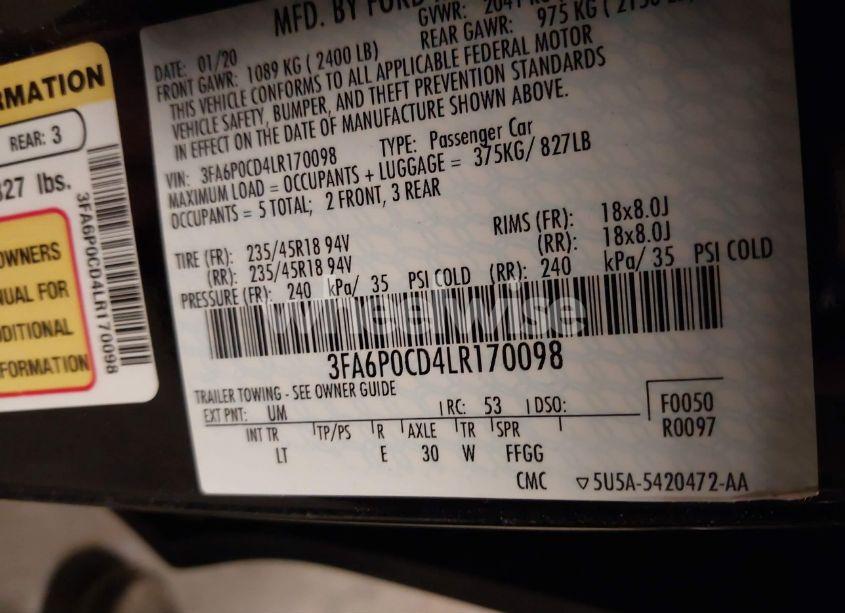 RMATION
REAR: 3
827 lbs.
OWNERS
NUAL FOR
DDITIONAL
FORMATION
3FA6P0CD4LR170098
MFD. BY FORD
DATE: 01/20
GVWR:
FRONT GAWR: 1089 KG ( 2400 LB)
REAR GAWR: 975 KG (
THIS VEHICLE CONFORMS TO ALL APPLICABLE FEDERAL MOTOR
VEHICLE SAFETY, BUMPER, AND THEFT PREVENTION STANDARDS
IN EFFECT ON THE DATE OF MANUFACTURE SHOWN ABOVE.
VIN: 3FA6P0CD4LR170098 TYPE: Passenger Car
MAXIMUM LOAD = OCCUPANTS + LUGGAGE = 375KG/ 827LB
OCCUPANTS = 5 TOTAL; 2 FRONT, 3 REAR
TIRE (FR): 235/45R18 94V RIMS (FR): 18x8.0J
(RR): 235/45R18 94V (RR): 18x8.0J
PRESSURE (FR): 240 kPa/ 35 PSI COLD (RR): 240 kPa/ 35 PSI COLD
wheelwise
3FA6P0CD4LR170098
TRAILER TOWING - SEE OWNER GUIDE
EXT PNT: UM RC: 53 DSO: F0050
INT TR TP/PS R AXLE TR SPR R0097
LT E 30 W FFGG
CMC 5U5A-5420472-AA